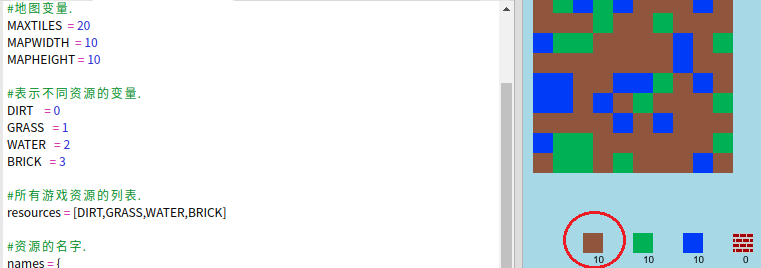 #地图变量.
MAXTILES = 20
MAPWIDTH = 10
MAPHEIGHT = 10
#表示不同资源的变量.
DIRT = 0
GRASS = 1
WATER = 2
BRICK = 3
#所有游戏资源的列表.
resources = [DIRT,GRASS,WATER,BRICK]
#资源的名字.
names = {
10 10 10 0